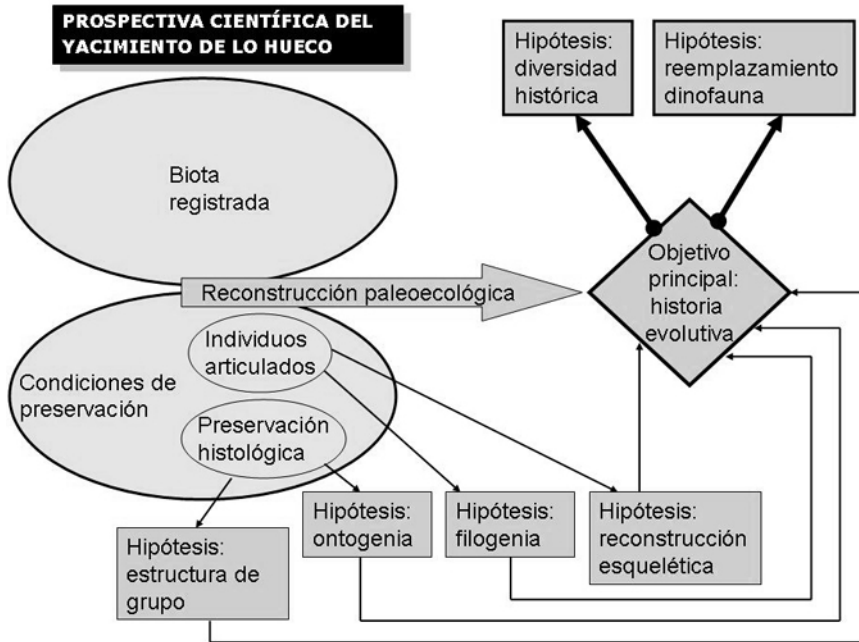 PROSPECTIVA CIENTÍFICA DEL
YACIMIENTO DE LO HUECO
Hipótesis:
diversidad
histórica
Hipótesis:
reemplazamiento
dinofauna
Biota
registrada
Objetivo
principal:
historia
evolutiva
Reconstrucción paleoecológica
Individuos
articulados
Condiciones de
preservación
Preservación
histológica
Hipótesis:
estructura de
grupo
Hipótesis:
ontogenia
Hipótesis:
filogenia
Hipótesis:
reconstrucción
esquelética